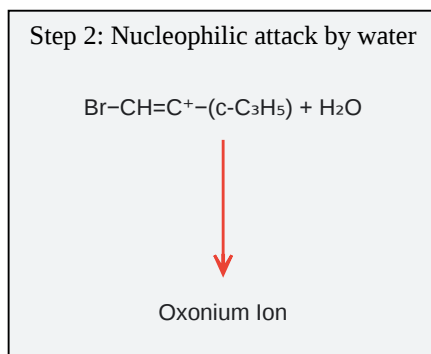 Step 2: Nucleophilic attack by water
Br−CH=C⁺−(c-C₃H₅) + H₂O
Oxonium Ion